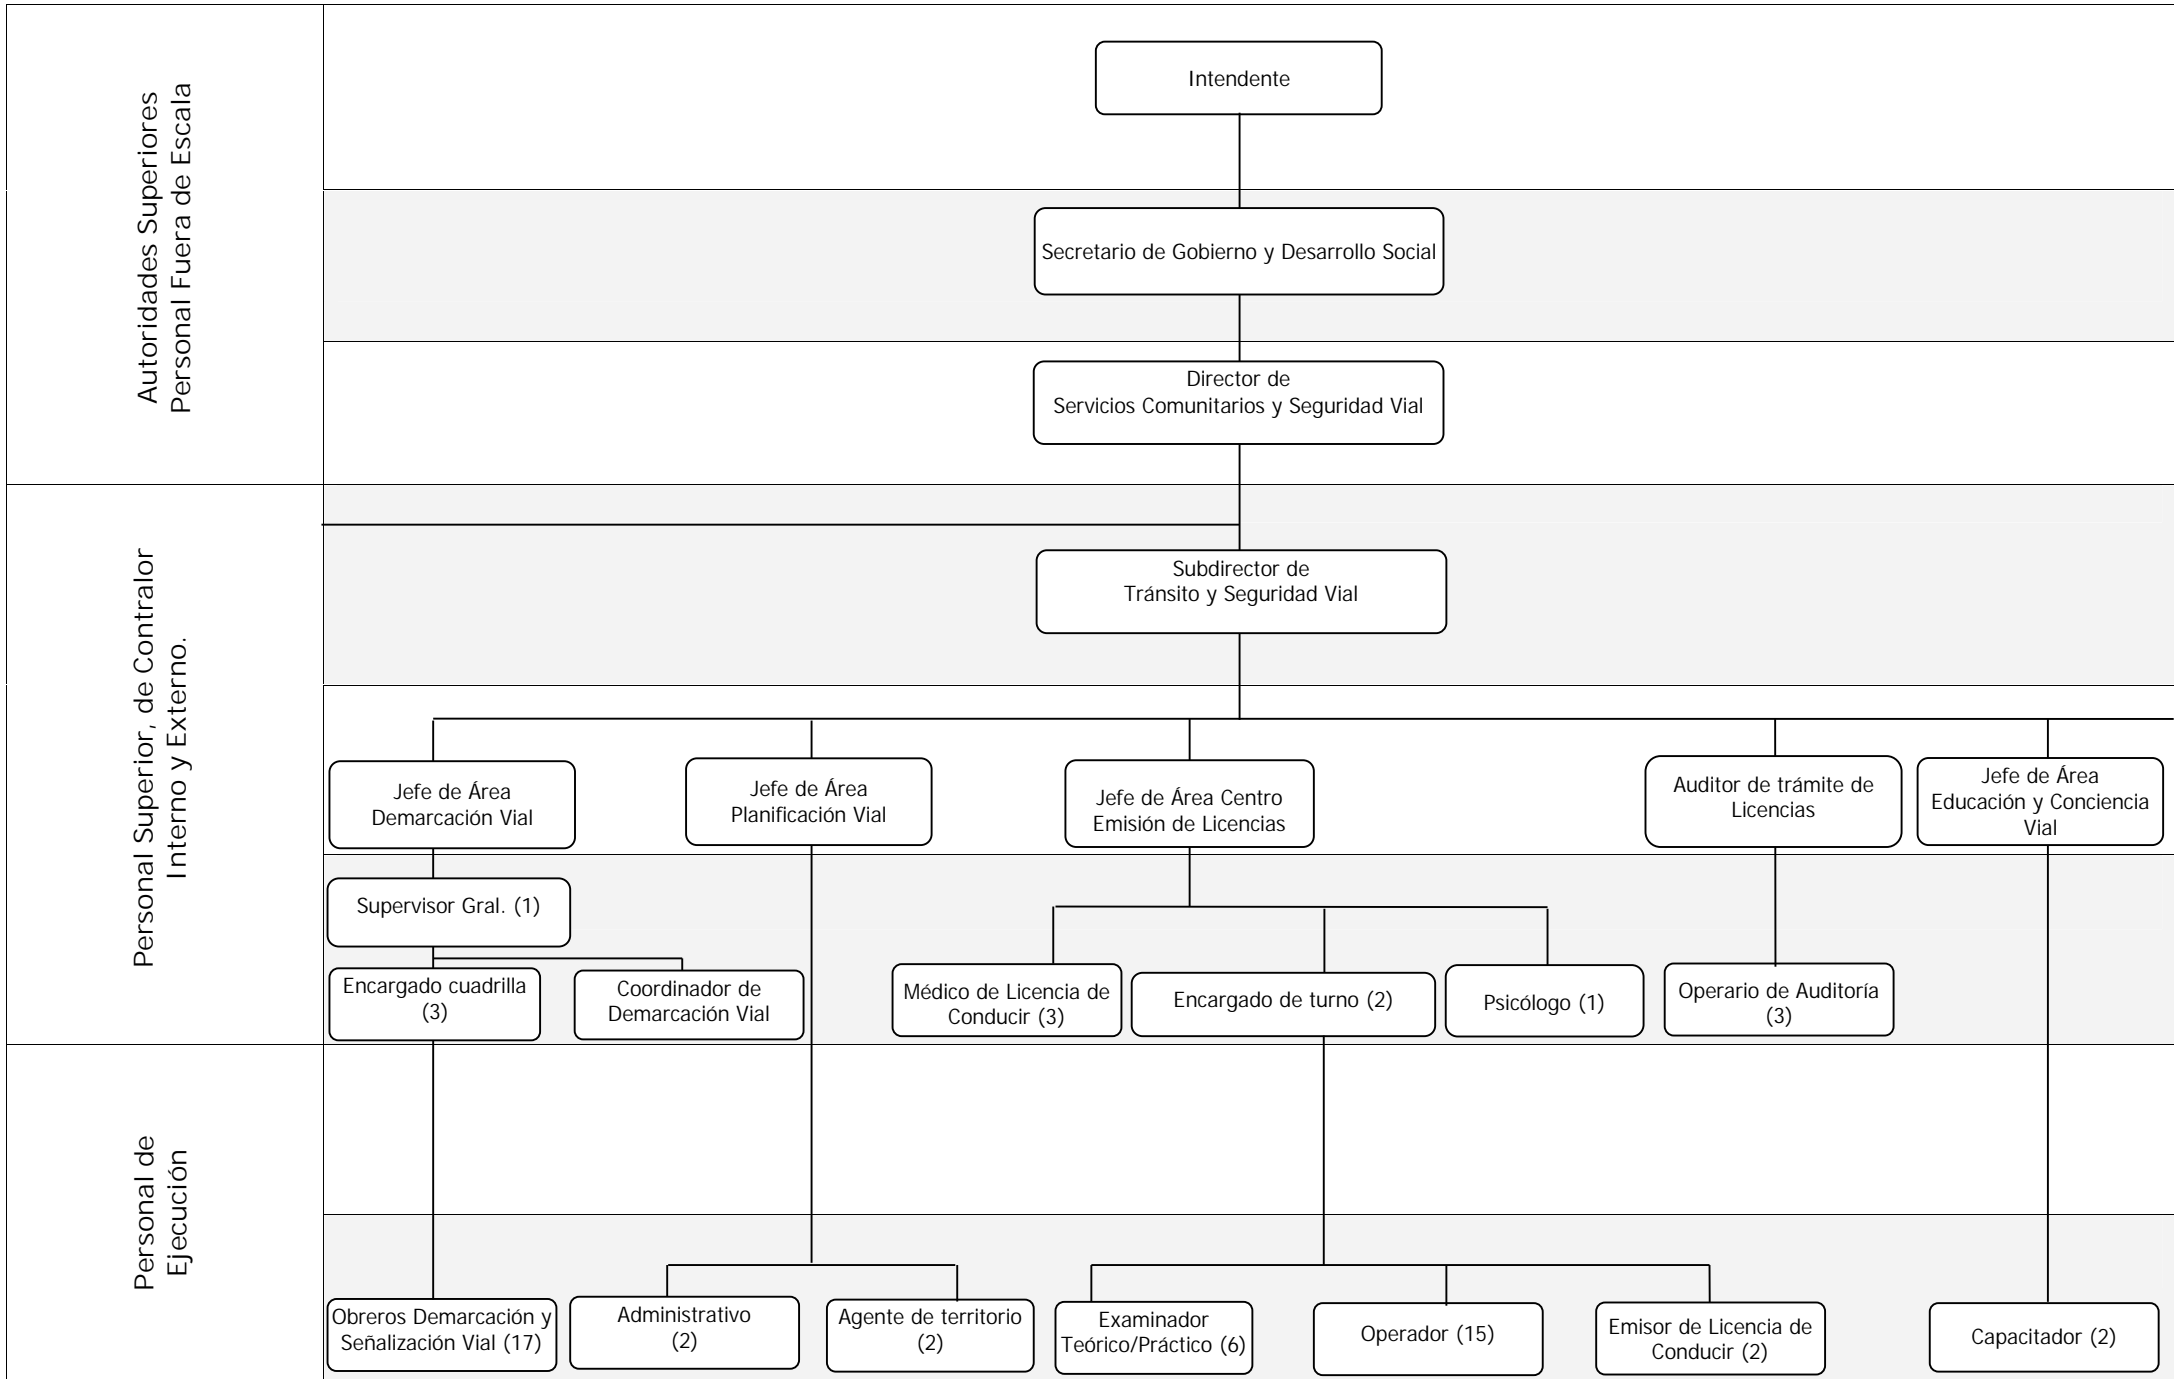 Autoridades Superiores
Personal Fuera de Escala
Intendente
Secretario de Gobierno y Desarrollo Social
Director de
Servicios Comunitarios y Seguridad Vial
Personal Superior, de Contralor
Interno y Externo.
Subdirector de
Tránsito y Seguridad Vial
Jefe de Área
Demarcación Vial
Jefe de Área
Planificación Vial
Jefe de Área Centro
Emisión de Licencias
Auditor de trámite de
Licencias
Jefe de Área
Educación y Conciencia
Vial
Supervisor Gral. (1)
Encargado cuadrilla
(3)
Coordinador de
Demarcación Vial
Médico de Licencia de
Conducir (3)
Encargado de turno (2)
Psicólogo (1)
Operario de Auditoría
(3)
Personal de
Ejecución
Obreros Demarcación y
Señalización Vial (17)
Administrativo
(2)
Agente de territorio
(2)
Examinador
Teórico/Práctico (6)
Operador (15)
Emisor de Licencia de
Conducir (2)
Capacitador (2)